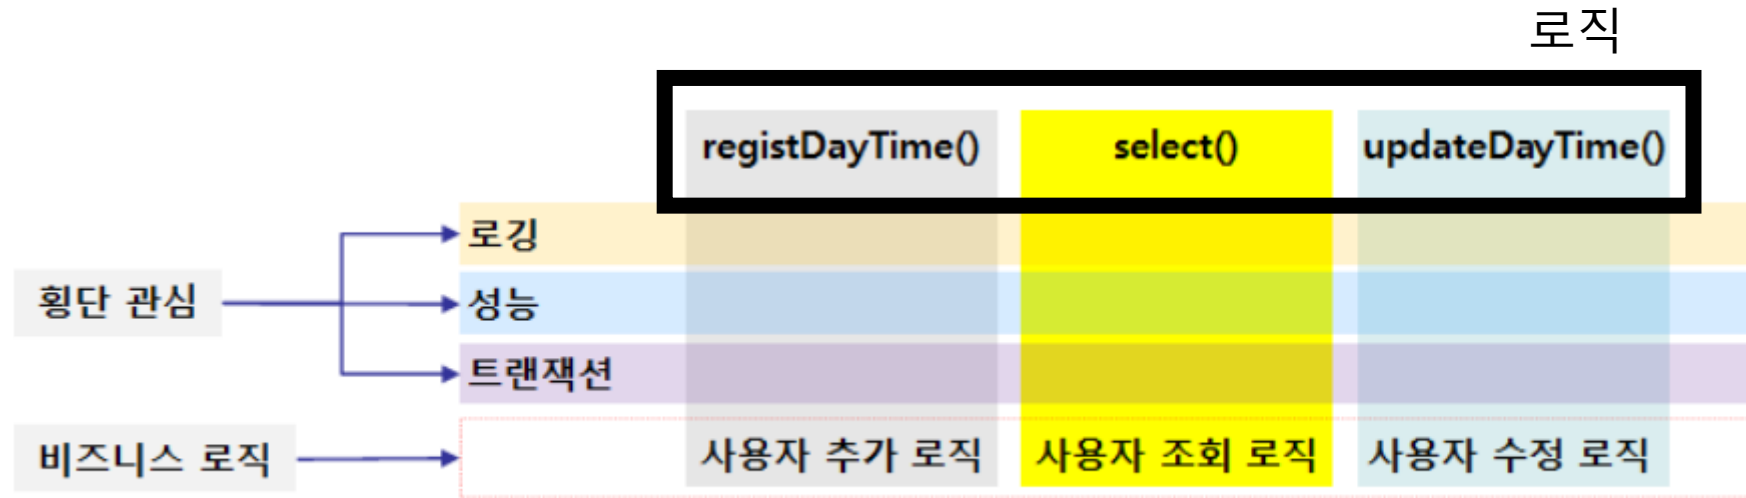 로직
registDayTime() select() updateDayTime()
로깅
횡단 관심
성능
트랜잭션
비즈니스 로직
사용자 추가 로직 사용자 조회 로직 사용자 수정 로직